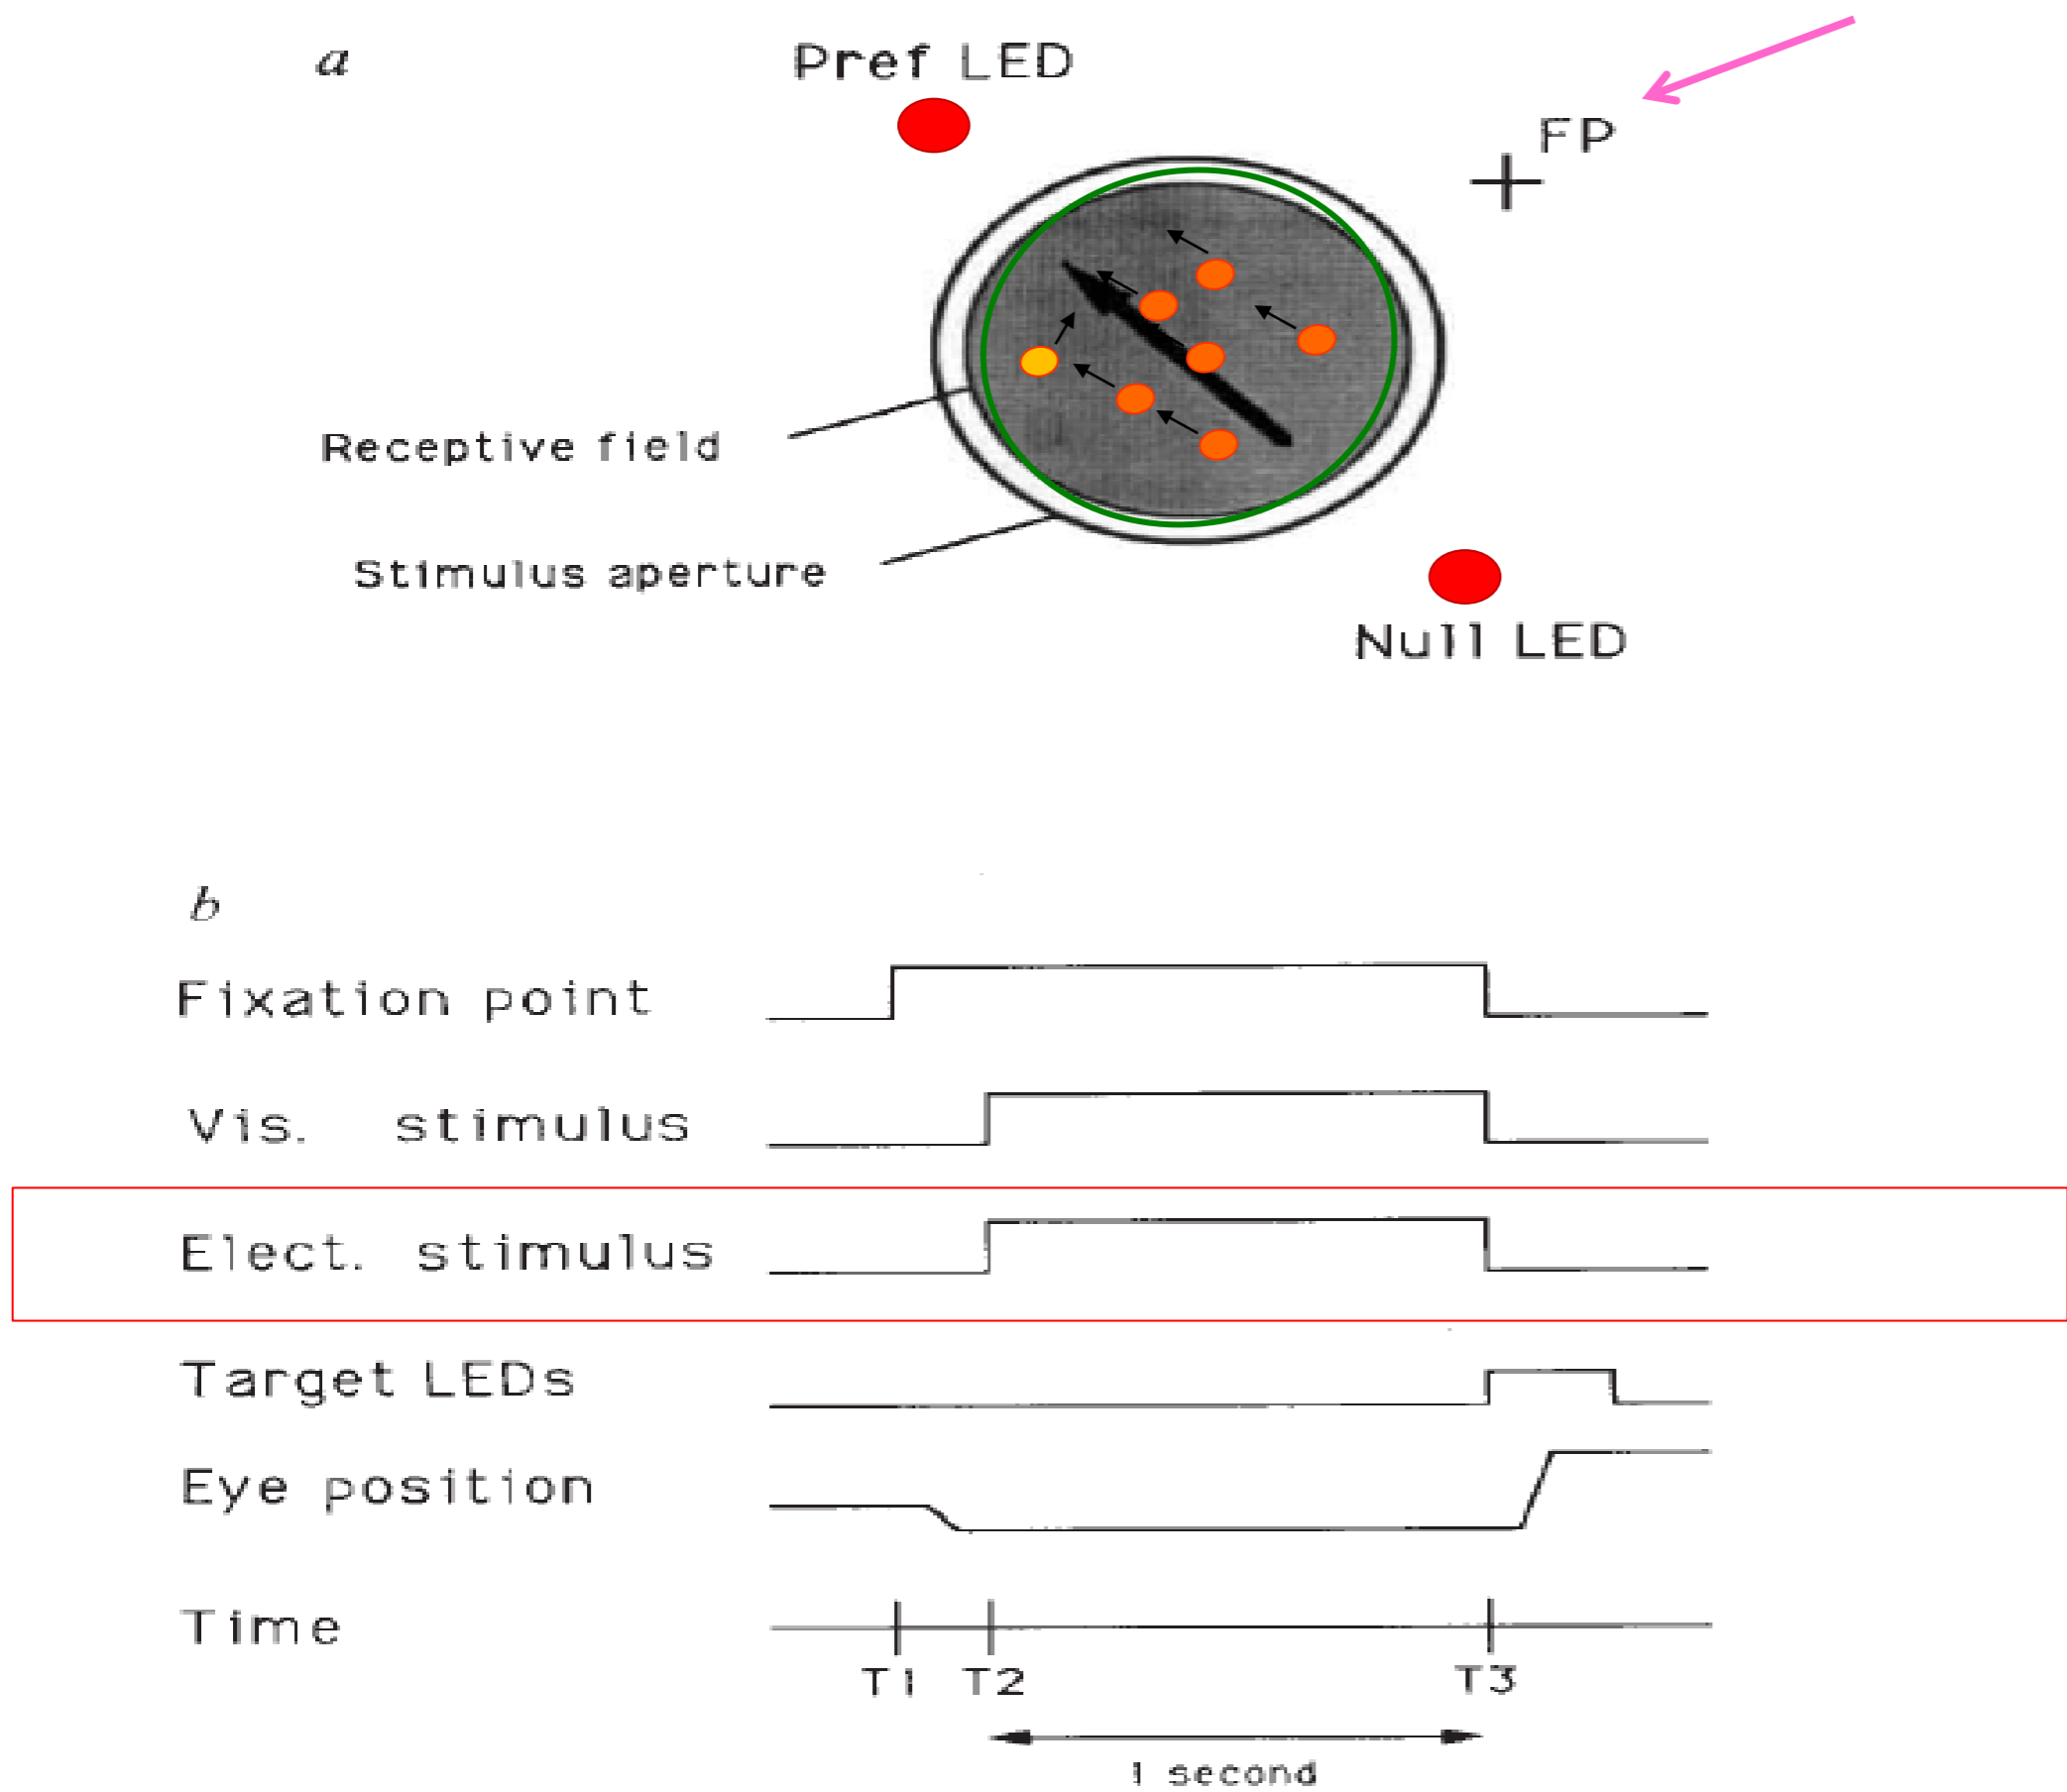 a
Pref LED
FP
Receptive field
Stimulus aperture
Null LED
b
Fixation point
Vis. stimulus
Elect. stimulus
Target LEDs
Eye position
Time
T1 T2 T3
1 second